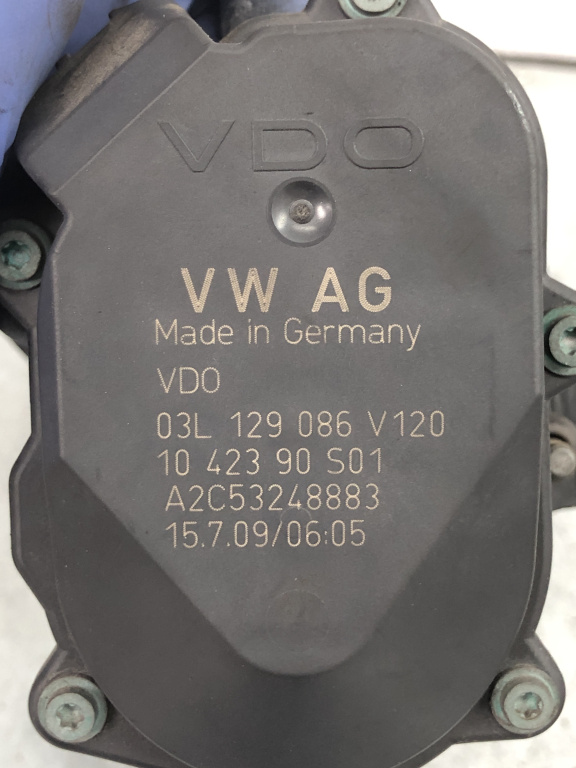 VDO
VW AG
Made in Germany
VDO
03L 129 086 V120
10 423 90 S01
A2C53248883
15.7.09/06:05